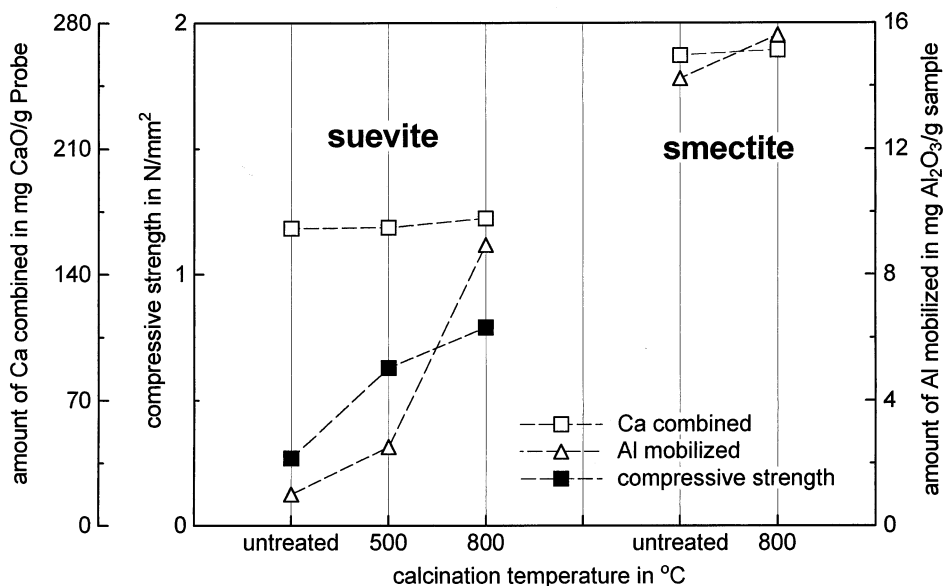 amount of Ca combined in mg CaO/g Probe
280
210
140
70
0
compressive strength in N/mm²
2
1
0
suevite
smectite
Ca combined
Al mobilized
compressive strength
16
12
8
4
0
amount of Al mobilized in mg Al₂O₃/g sample
untreated 500 800 untreated 800
calcination temperature in °C